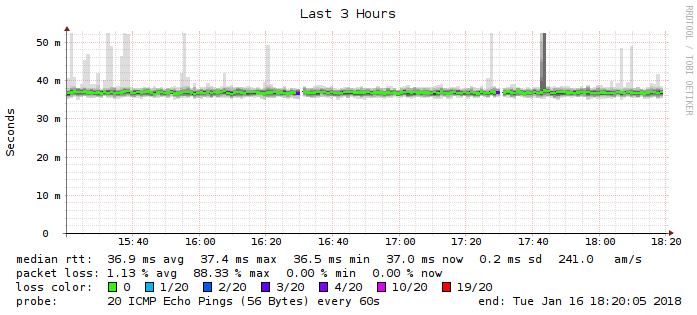 Last 3 Hours
RRDTOOL / TOBI OETIKER
Seconds
50 m
40 m
30 m
20 m
10 m
0
15:40 16:00 16:20 16:40 17:00 17:20 17:40 18:00 18:20
median rtt: 36.9 ms avg 37.4 ms max 36.5 ms min 37.0 ms now 0.2 ms sd 241.0 am/s
packet loss: 1.13 % avg 88.33 % max 0.00 % min 0.00 % now
loss color: 0 1/20 2/20 3/20 4/20 10/20 19/20
probe: 20 ICMP Echo Pings (56 Bytes) every 60s end: Tue Jan 16 18:20:05 2018